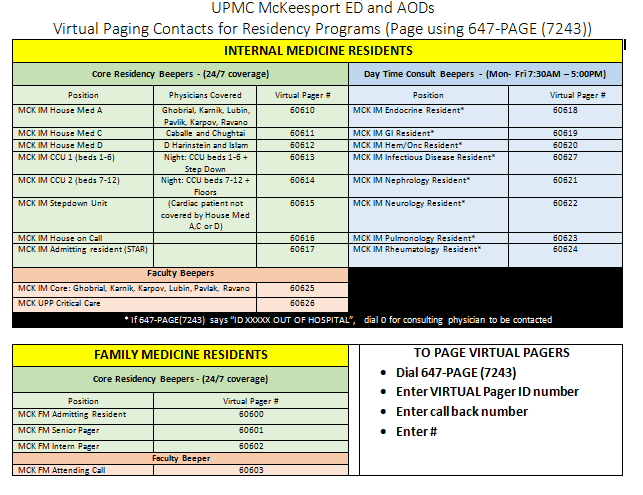 UPMC McKeesport ED and AODs
Virtual Paging Contacts for Residency Programs (Page using 647-PAGE (7243))
INTERNAL MEDICINE RESIDENTS
Core Residency Beepers - (24/7 coverage)
Position Physicians Covered Virtual Pager #
MCK IM House Med A Ghobrial, Karnik, Lubin, 60610
Pavlik, Karpov, Ravano
MCK IM House Med C Caballe and Chughtai 60611
MCK IM House Med D D Harinstein and Islam 60612
MCK IM CCU 1 (beds 1-6) Night: CCU beds 1-6 + 60613
Step Down
MCK IM CCU 2 (beds 7-12) Night: CCU beds 7-12 + 60614
Floors
MCK IM Stepdown Unit (Cardiac patient not 60615
covered by House Med
A,C or D)
MCK IM House on Call 60616
MCK IM Admitting resident (STAR) 60617
Faculty Beepers
MCK IM Core: Ghobrial, Karnik, Karpov, Lubin, Pavlak, Ravano 60625
MCK UPP Critical Care 60626
Day Time Consult Beepers - (Mon- Fri 7:30AM – 5:00PM)
Position Virtual Pager #
MCK IM Endocrine Resident* 60618
MCK IM GI Resident* 60619
MCK IM Hem/Onc Resident* 60620
MCK IM Infectious Disease Resident* 60627
MCK IM Nephrology Resident* 60621
MCK IM Neurology Resident* 60622
MCK IM Pulmonology Resident* 60623
MCK IM Rheumatology Resident* 60624
* If 647-PAGE(7243) says "ID XXXXX OUT OF HOSPITAL", dial 0 for consulting physician to be contacted
FAMILY MEDICINE RESIDENTS
Core Residency Beepers - (24/7 coverage)
Position Virtual Pager #
MCK FM Admitting Resident 60600
MCK FM Senior Pager 60601
MCK FM Intern Pager 60602
Faculty Beeper
MCK FM Attending Call 60603
TO PAGE VIRTUAL PAGERS
• Dial 647-PAGE (7243)
• Enter VIRTUAL Pager ID number
• Enter call back number
• Enter #